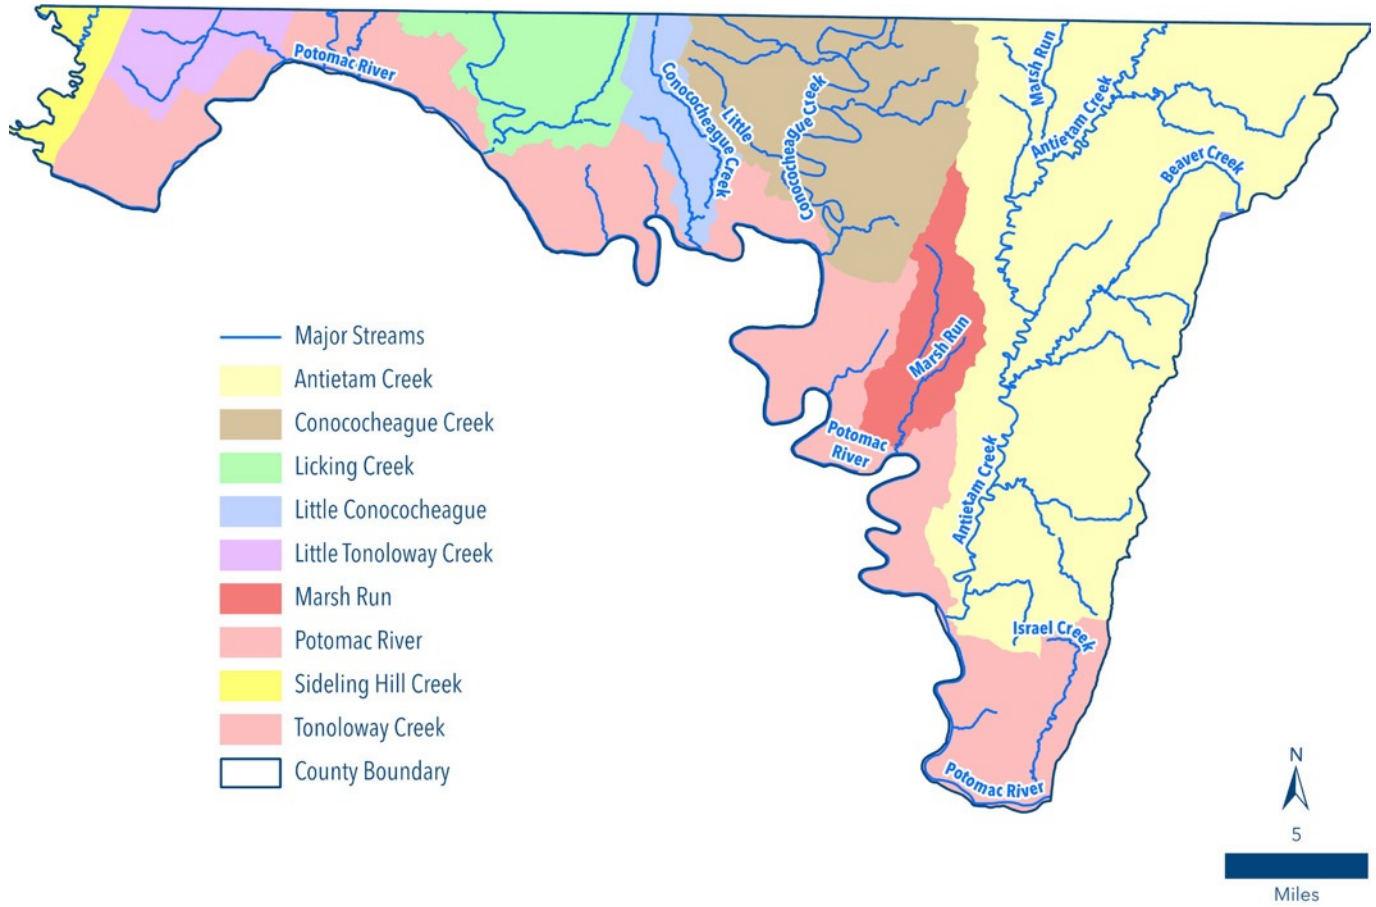 Potomac River
Conococheague Creek
Little
Conococheague Creek
Marsh Run
Antietam Creek
Beaver Creek
Marsh Run
Potomac
River
Antietam Creek
Israel Creek
Potomac River
Major Streams
Antietam Creek
Conococheague Creek
Licking Creek
Little Conococheague
Little Tonoloway Creek
Marsh Run
Potomac River
Sideling Hill Creek
Tonoloway Creek
County Boundary
N
5
Miles